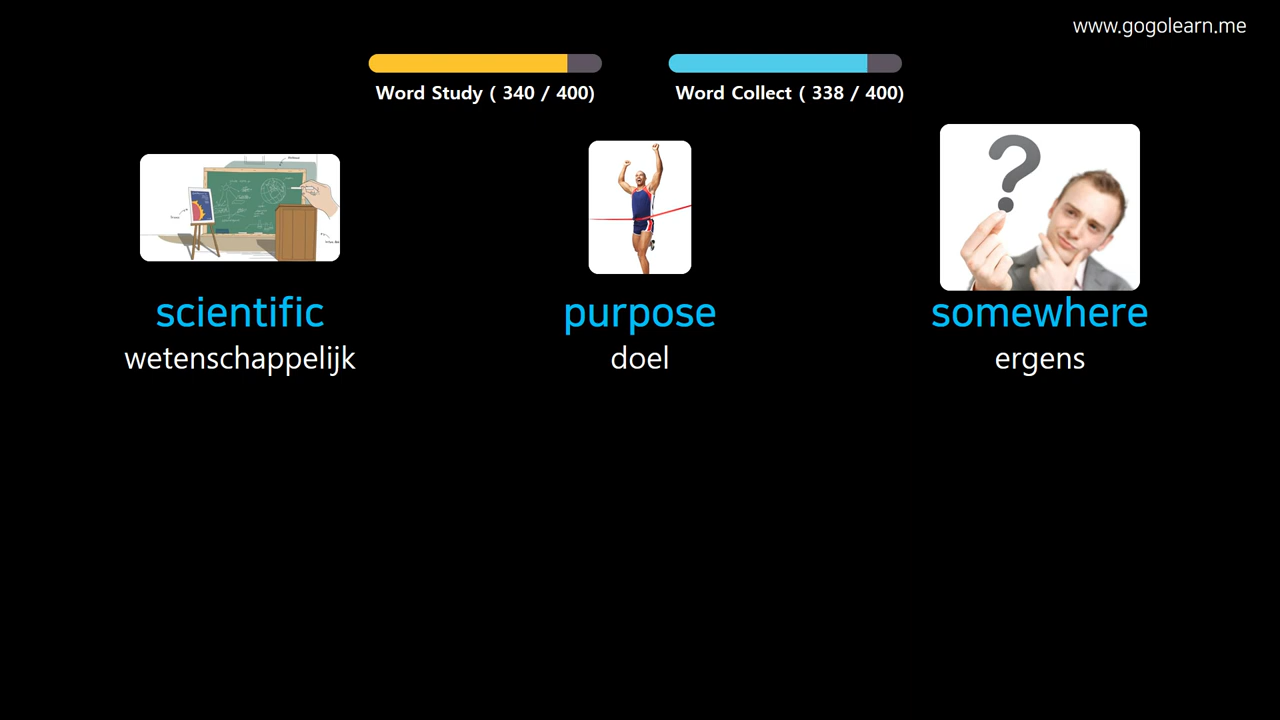 www.gogolearn.me
Word Study ( 340 / 400)
Word Collect ( 338 / 400)
scientific
wetenschappelijk
purpose
doel
somewhere
ergens